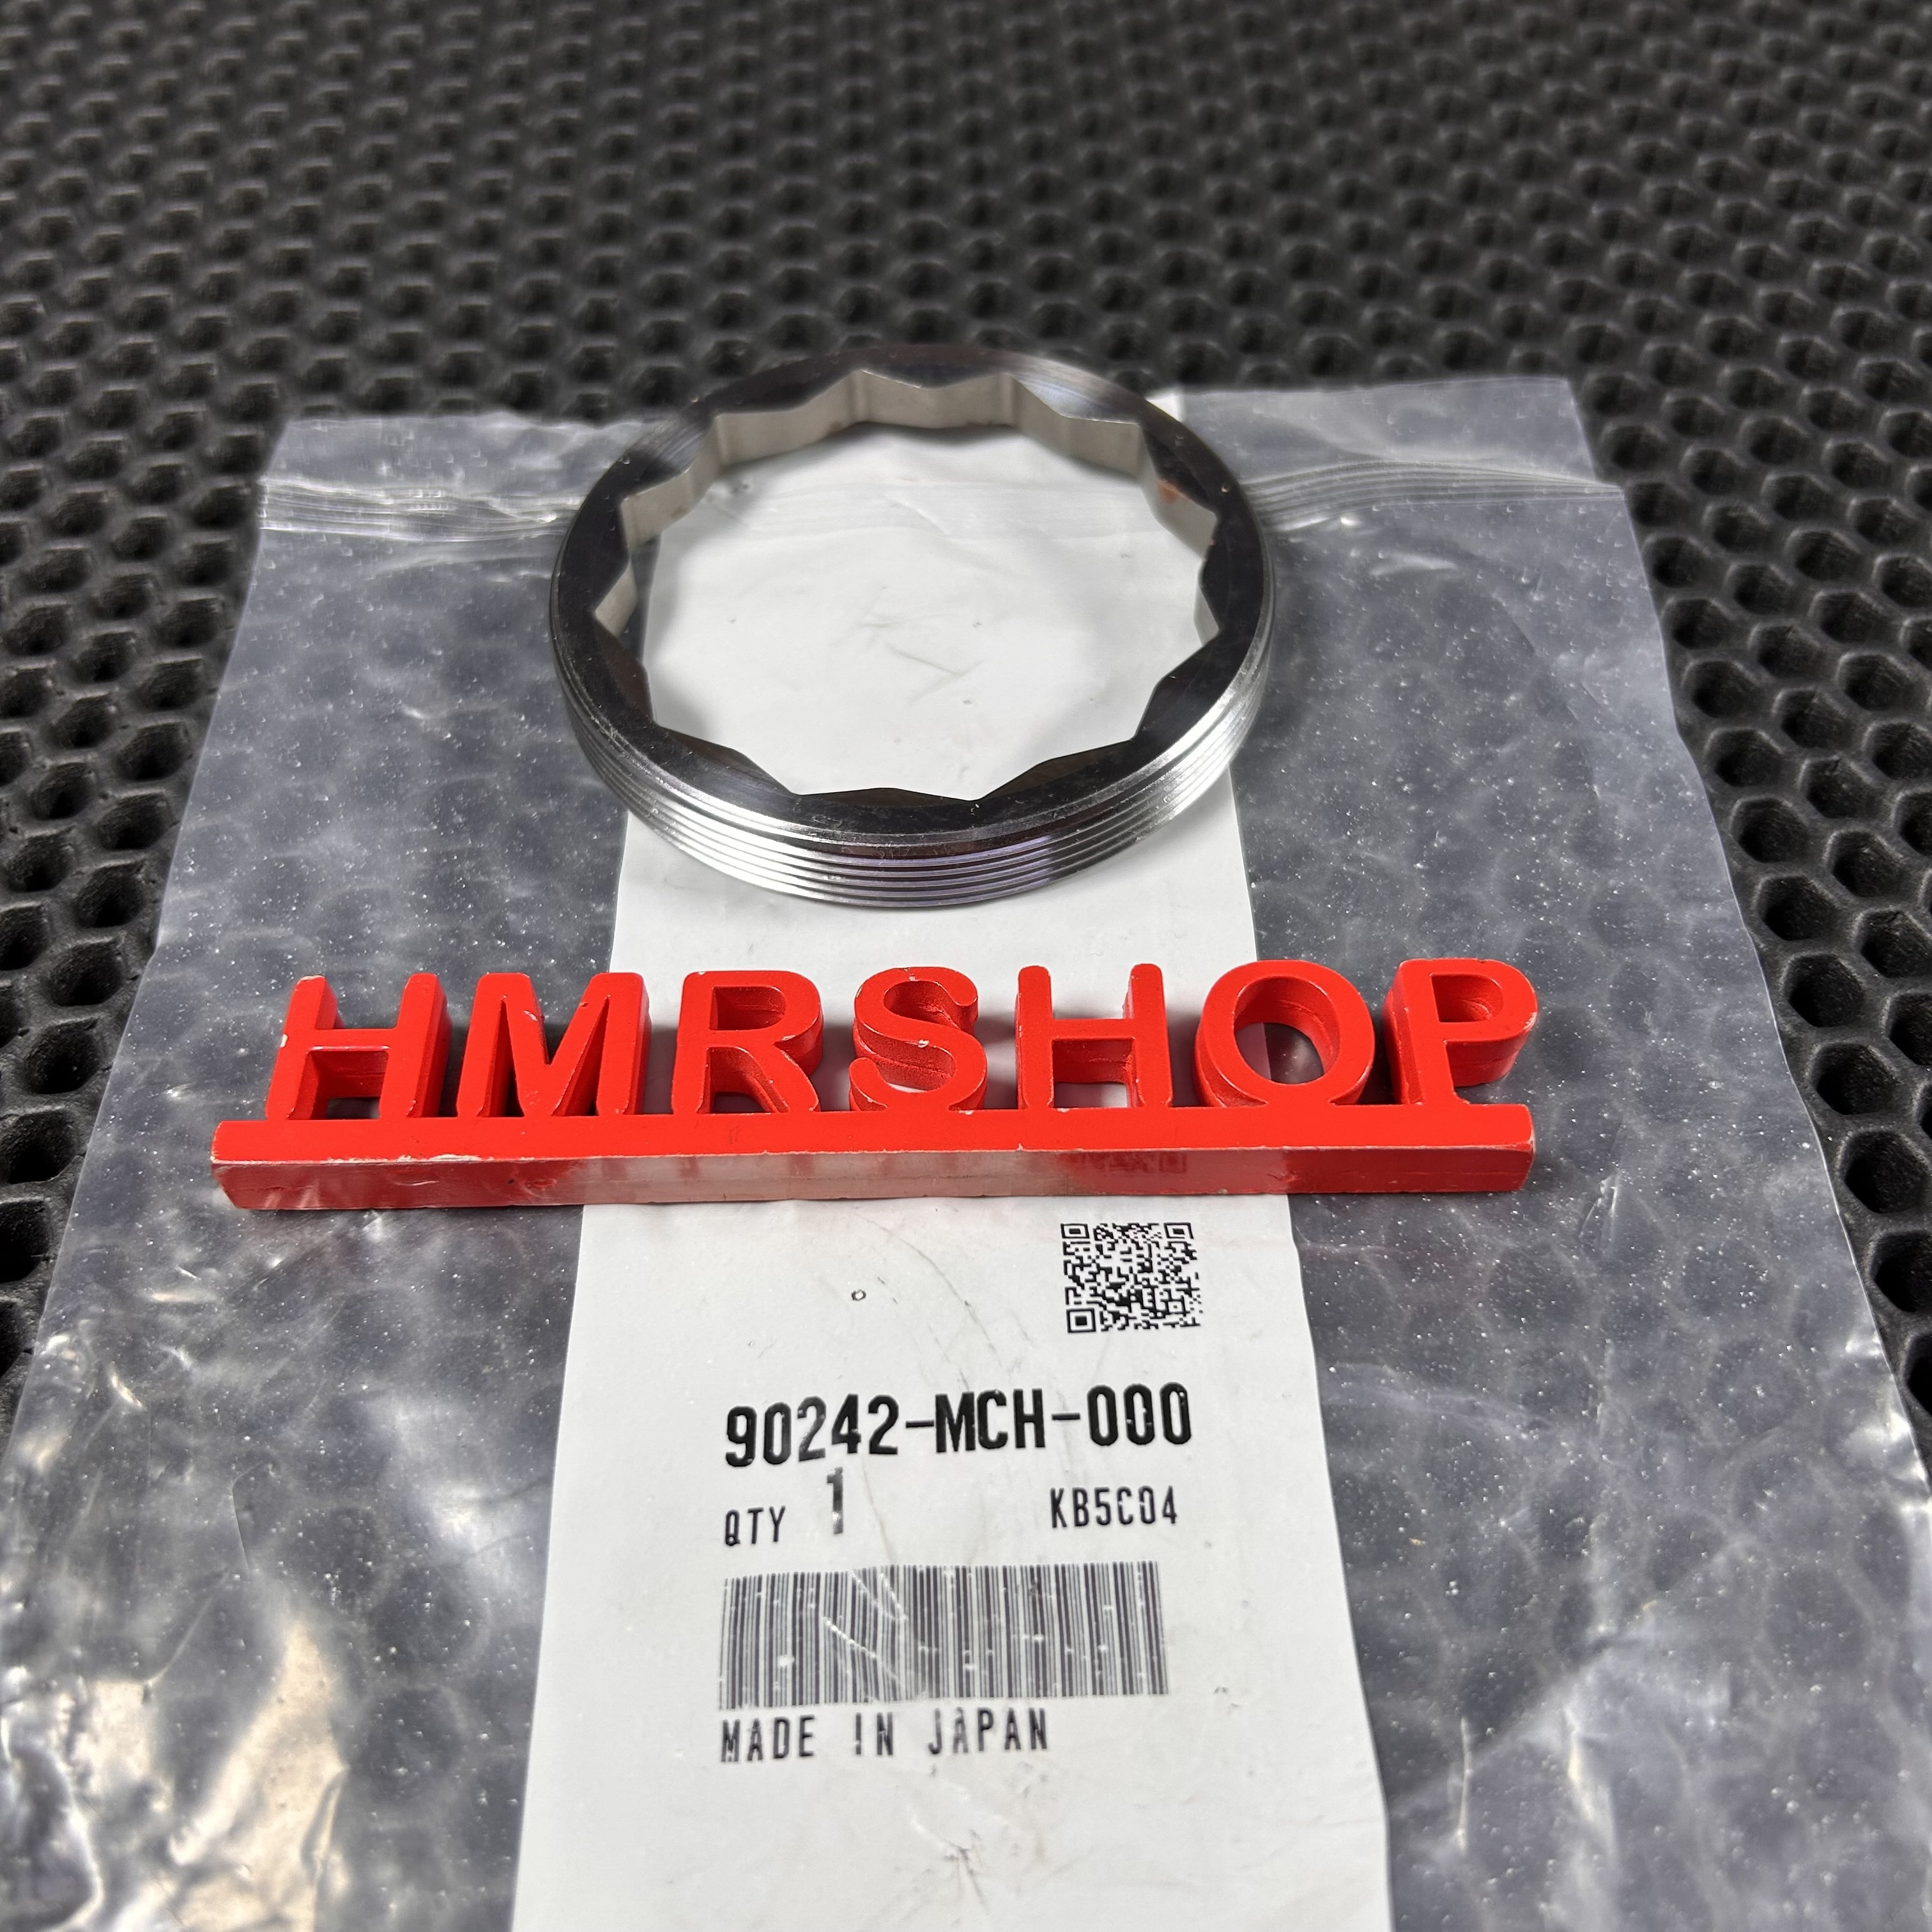 HMRSHOP
90242-MCH-000
QTY 1 KB5C04
MADE IN JAPAN